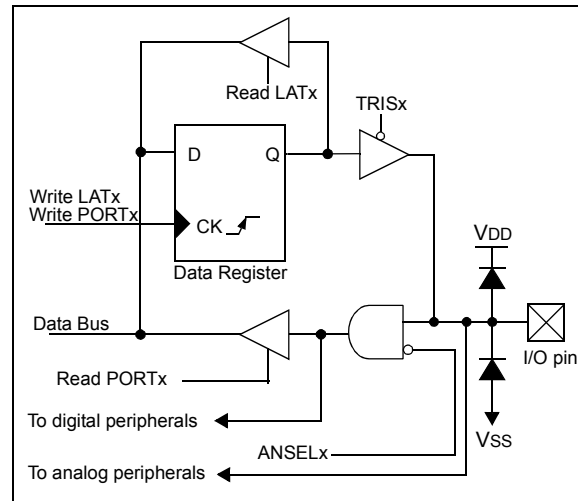 Read LATx
TRISx
D
Q
Write LATx
Write PORTx
CK
Data Register
VDD
Data Bus
I/O pin
Read PORTx
To digital peripherals
VSS
ANSELx
To analog peripherals